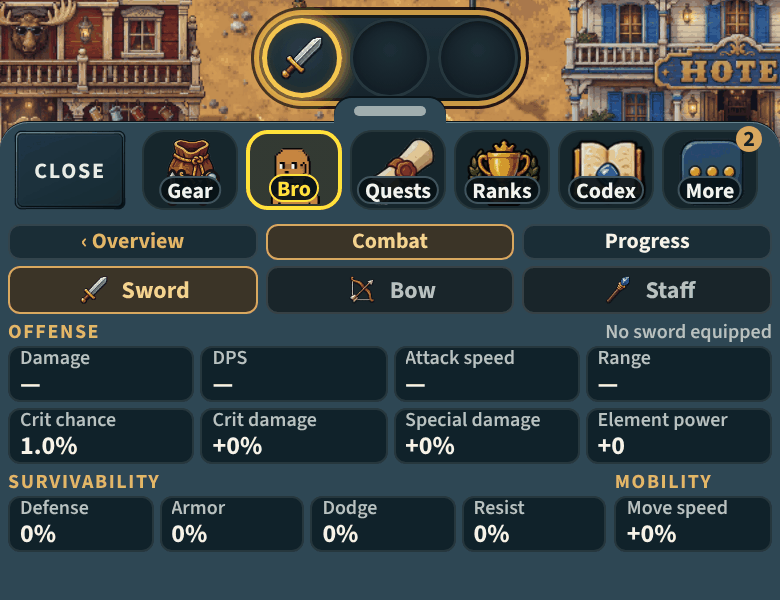 HOTE
2
CLOSE
Gear
Bro
Quests
Ranks
Codex
More
‹ Overview
Combat
Progress
Sword
Bow
Staff
OFFENSE
No sword equipped
Damage
DPS
Attack speed
Range
—
—
—
—
Crit chance
Crit damage
Special damage
Element power
1.0%
+0%
+0%
+0
SURVIVABILITY
MOBILITY
Defense
Armor
Dodge
Resist
Move speed
0%
0%
0%
0%
+0%